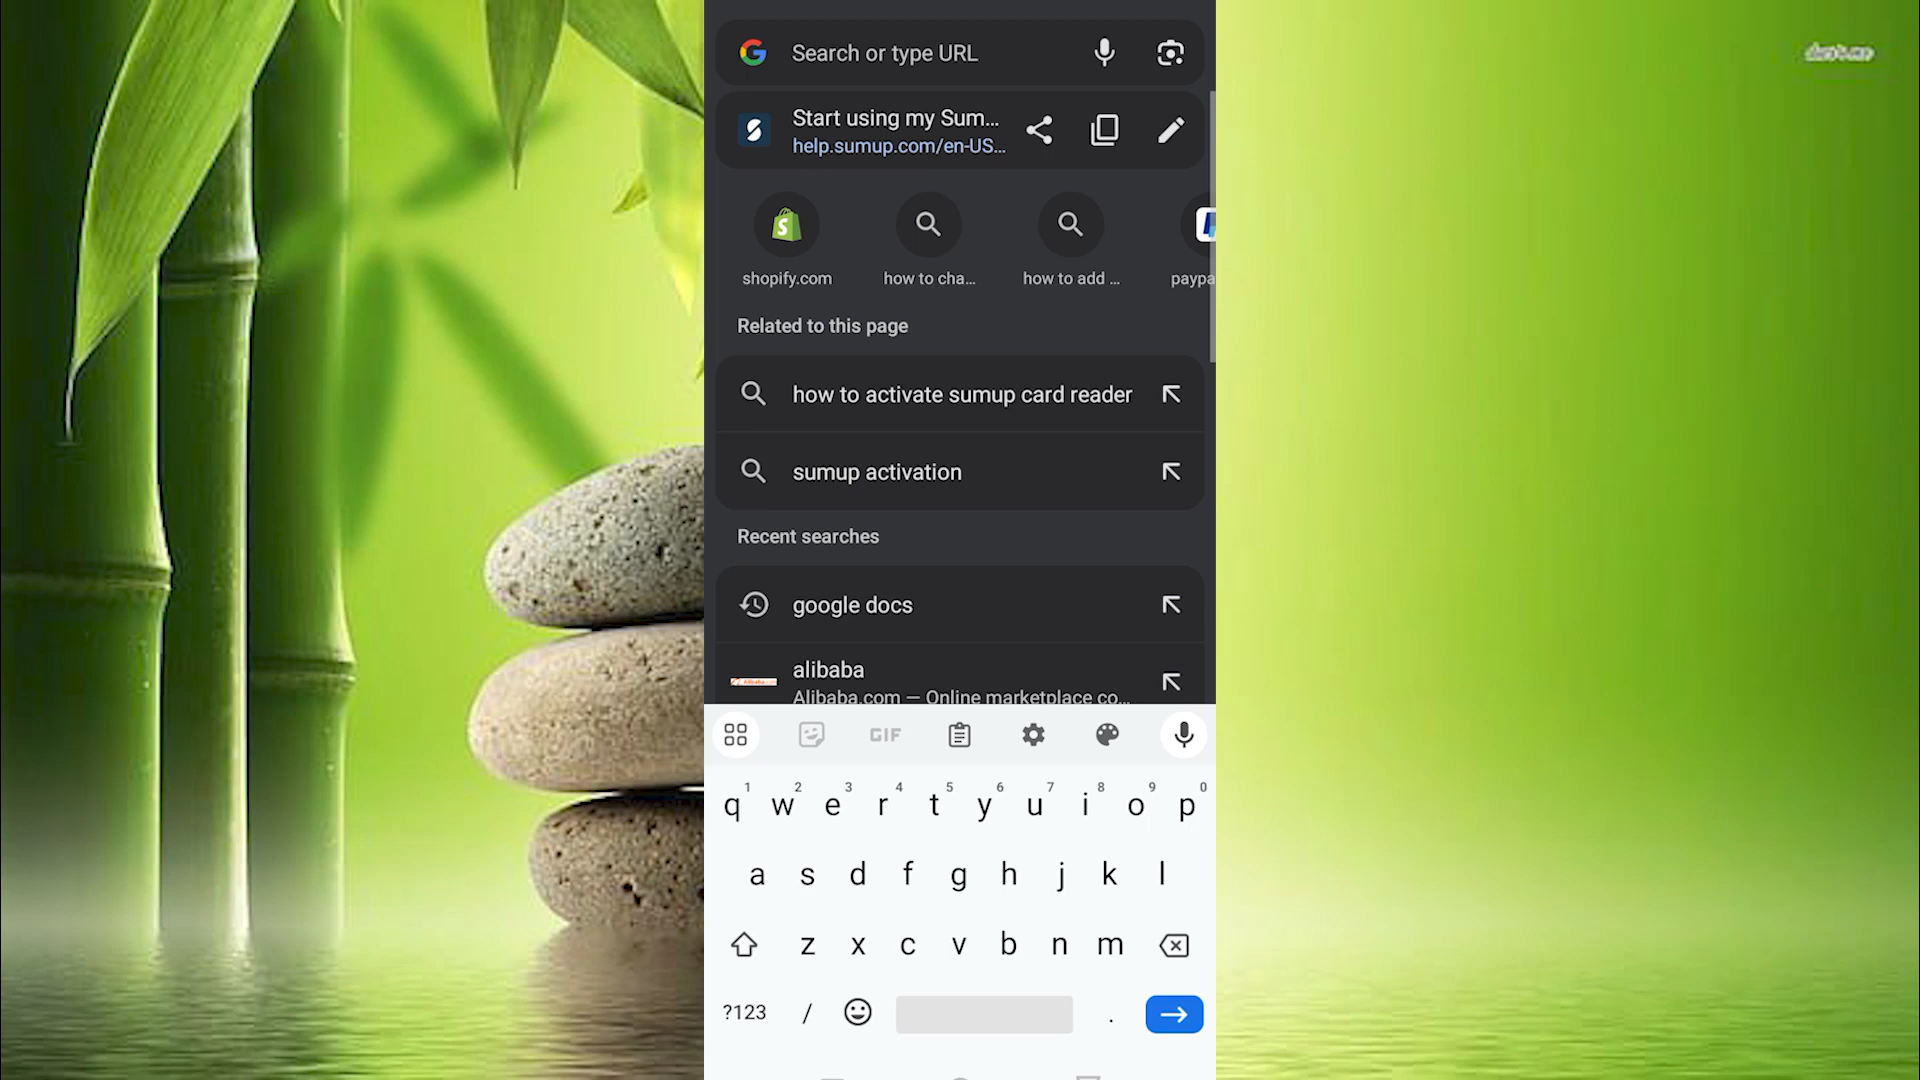 Search or type URL
Start using my Sum...
help.sumup.com/en-US...
shopify.com
how to cha...
how to add ...
paypa
Related to this page
how to activate sumup card reader
sumup activation
Recent searches
google docs
alibaba
Alibaba.com — Online marketplace co...
GIF
1 2 3 4 5 6 7 8 9 0
q w e r t y u i o p
a s d f g h j k l
z x c v b n m
?123 / .